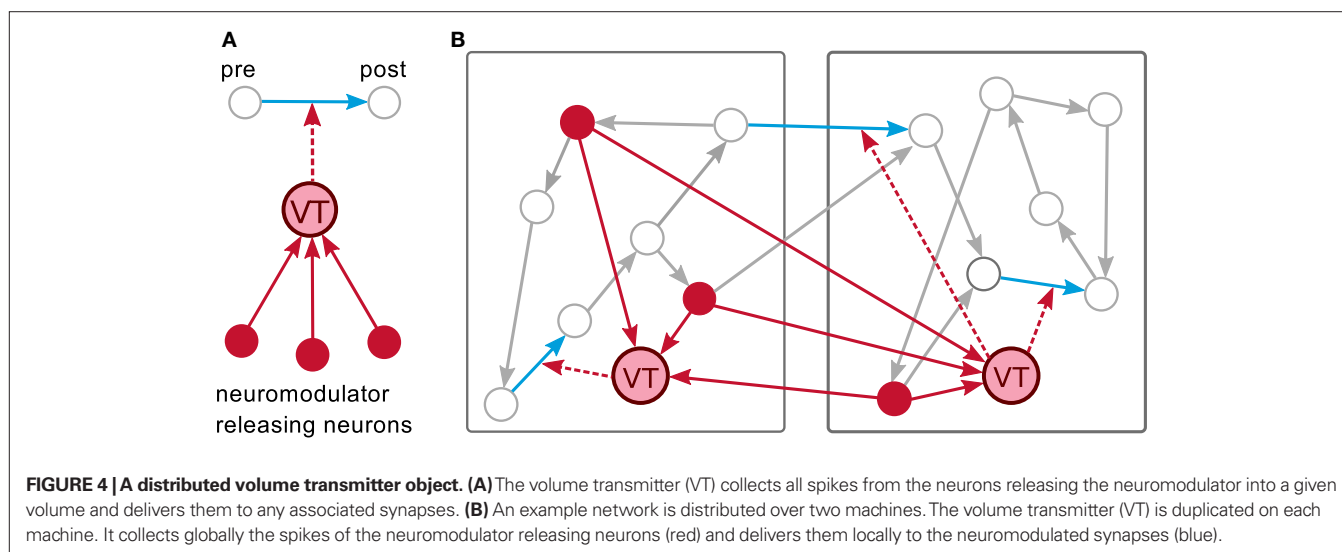 A
B
pre
post
VT
neuromodulator
releasing neurons
VT
VT
FIGURE 4 | A distributed volume transmitter object. (A) The volume transmitter (VT) collects all spikes from the neurons releasing the neuromodulator into a given
volume and delivers them to any associated synapses. (B) An example network is distributed over two machines. The volume transmitter (VT) is duplicated on each
machine. It collects globally the spikes of the neuromodulator releasing neurons (red) and delivers them locally to the neuromodulated synapses (blue).